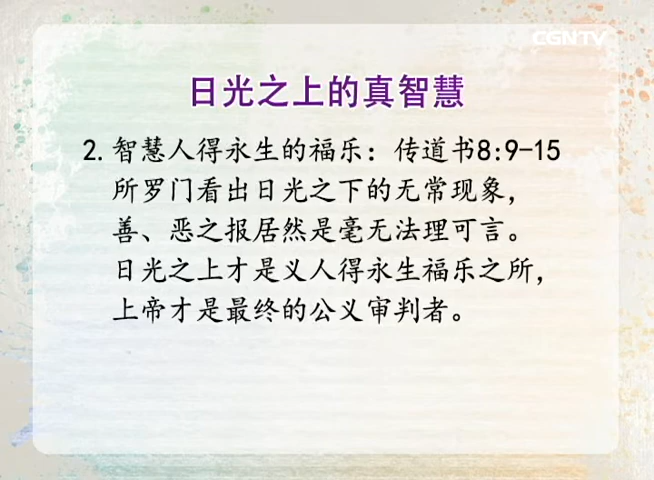 CGNTV
日光之上的真智慧
2. 智慧人得永生的福乐：传道书8:9-15
所罗门看出日光之下的无常现象，
善、恶之报居然是毫无法理可言。
日光之上才是义人得永生福乐之所，
上帝才是最终的公义审判者。